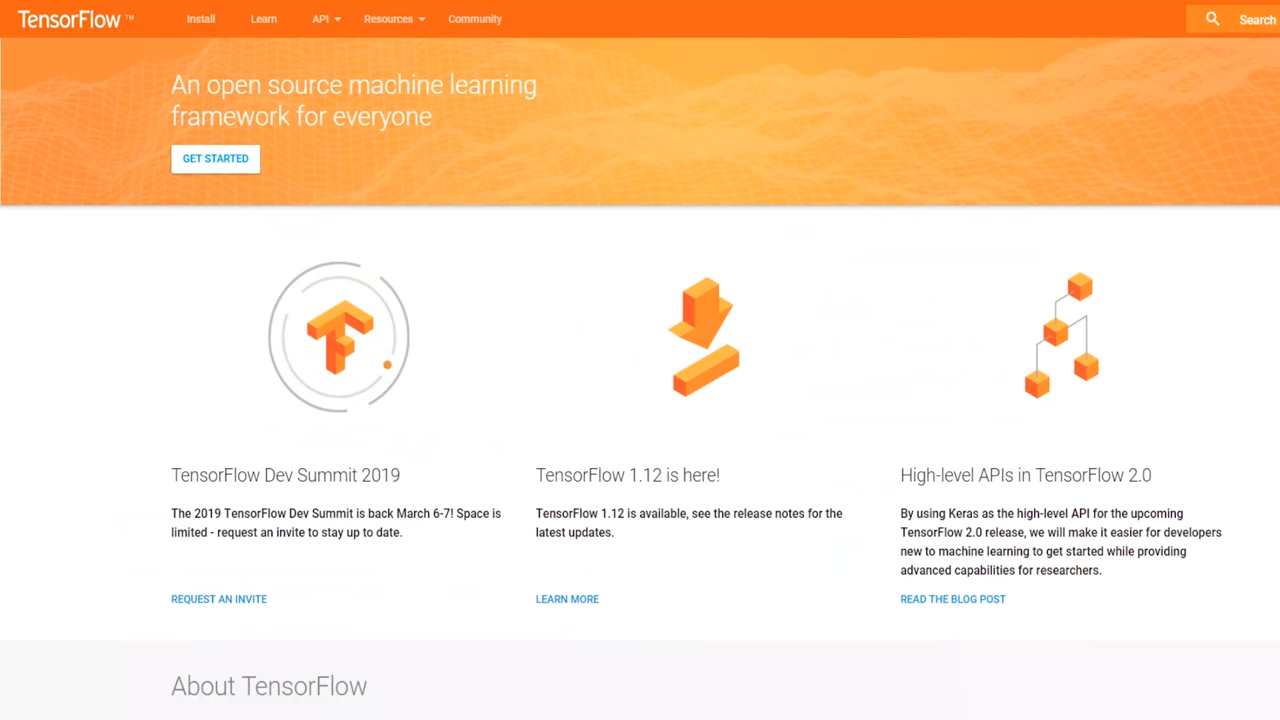 TensorFlow ™
Install
Learn
API
Resources
Community
Search
An open source machine learning
framework for everyone
GET STARTED
TensorFlow Dev Summit 2019
The 2019 TensorFlow Dev Summit is back March 6-7! Space is
limited - request an invite to stay up to date.
REQUEST AN INVITE
TensorFlow 1.12 is here!
TensorFlow 1.12 is available, see the release notes for the
latest updates.
LEARN MORE
High-level APIs in TensorFlow 2.0
By using Keras as the high-level API for the upcoming
TensorFlow 2.0 release, we will make it easier for developers
new to machine learning to get started while providing
advanced capabilities for researchers.
READ THE BLOG POST
About TensorFlow